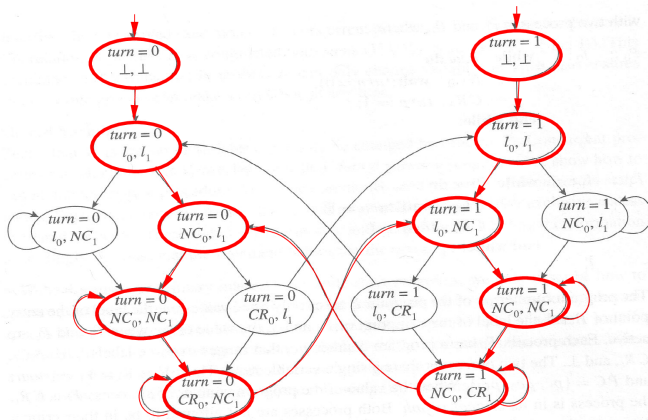 turn = 0
⊥, ⊥
turn = 1
⊥, ⊥
turn = 0
l₀, l₁
turn = 1
l₀, l₁
turn = 0
l₀, NC₁
turn = 0
NC₀, l₁
turn = 1
l₀, NC₁
turn = 1
NC₀, l₁
turn = 0
NC₀, NC₁
turn = 0
CR₀, l₁
turn = 1
l₀, CR₁
turn = 1
NC₀, NC₁
turn = 0
CR₀, NC₁
turn = 1
NC₀, CR₁